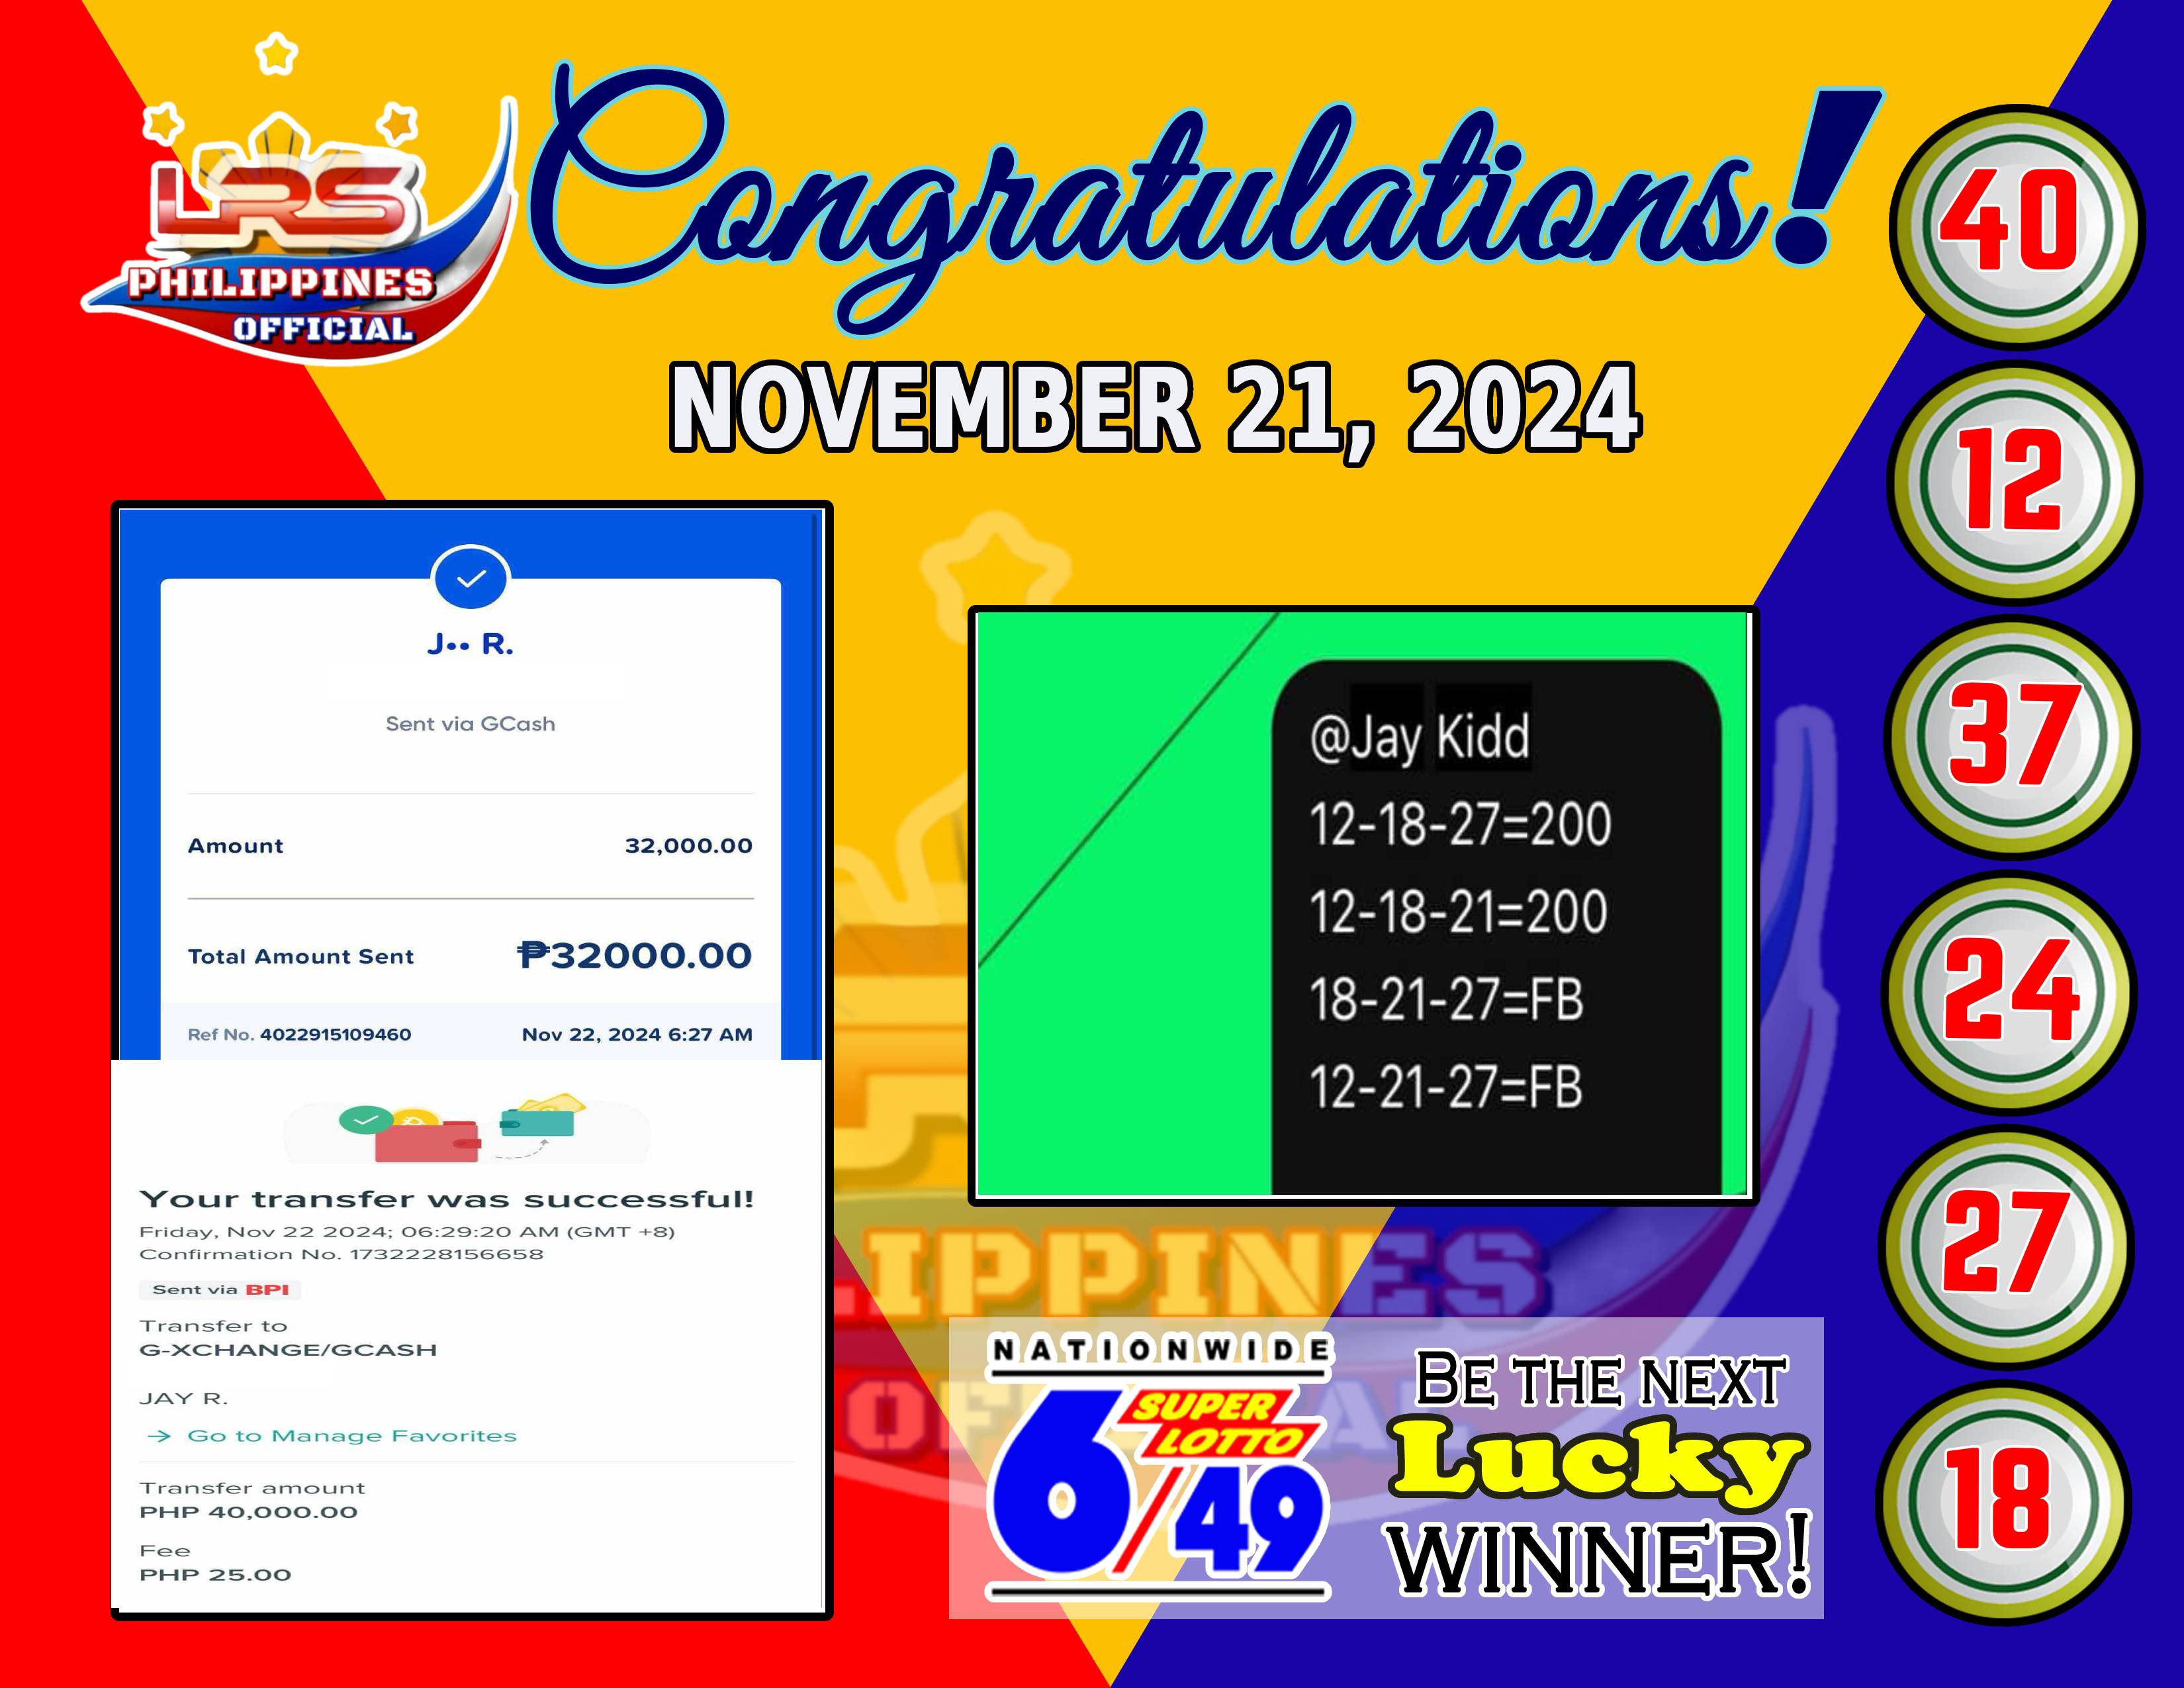 LRS
PHILIPPINES
OFFICIAL
Congratulations!
NOVEMBER 21, 2024
J•• R.
Sent via GCash
Amount 32,000.00
Total Amount Sent ₱32000.00
Ref No. 4022915109460 Nov 22, 2024 6:27 AM
Your transfer was successful!
Friday, Nov 22 2024; 06:29:20 AM (GMT +8)
Confirmation No. 1732228156658
Sent via BPI
Transfer to
G-XCHANGE/GCASH
JAY R.
→ Go to Manage Favorites
Transfer amount
PHP 40,000.00
Fee
PHP 25.00
@Jay Kidd
12-18-27=200
12-18-21=200
18-21-27=FB
12-21-27=FB
LIPPINES
NATIONWIDE
SUPER
LOTTO
6/49
BE THE NEXT
Lucky
WINNER!
40
12
37
24
27
18